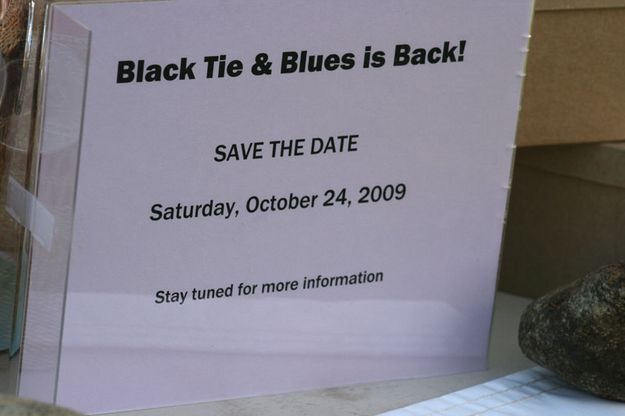 Black Tie & Blues is Back!
SAVE THE DATE
Saturday, October 24, 2009
Stay tuned for more information